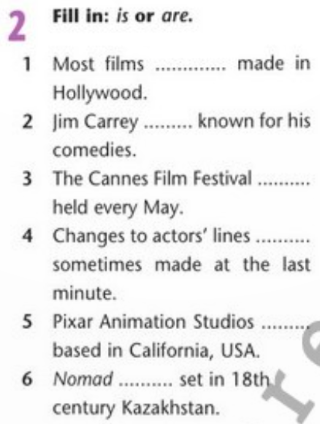 2 Fill in: is or are.
1 Most films ............. made in
Hollywood.
2 Jim Carrey ......... known for his
comedies.
3 The Cannes Film Festival ..........
held every May.
4 Changes to actors' lines ..........
sometimes made at the last
minute.
5 Pixar Animation Studios .........
based in California, USA.
6 Nomad .......... set in 18th
century Kazakhstan.